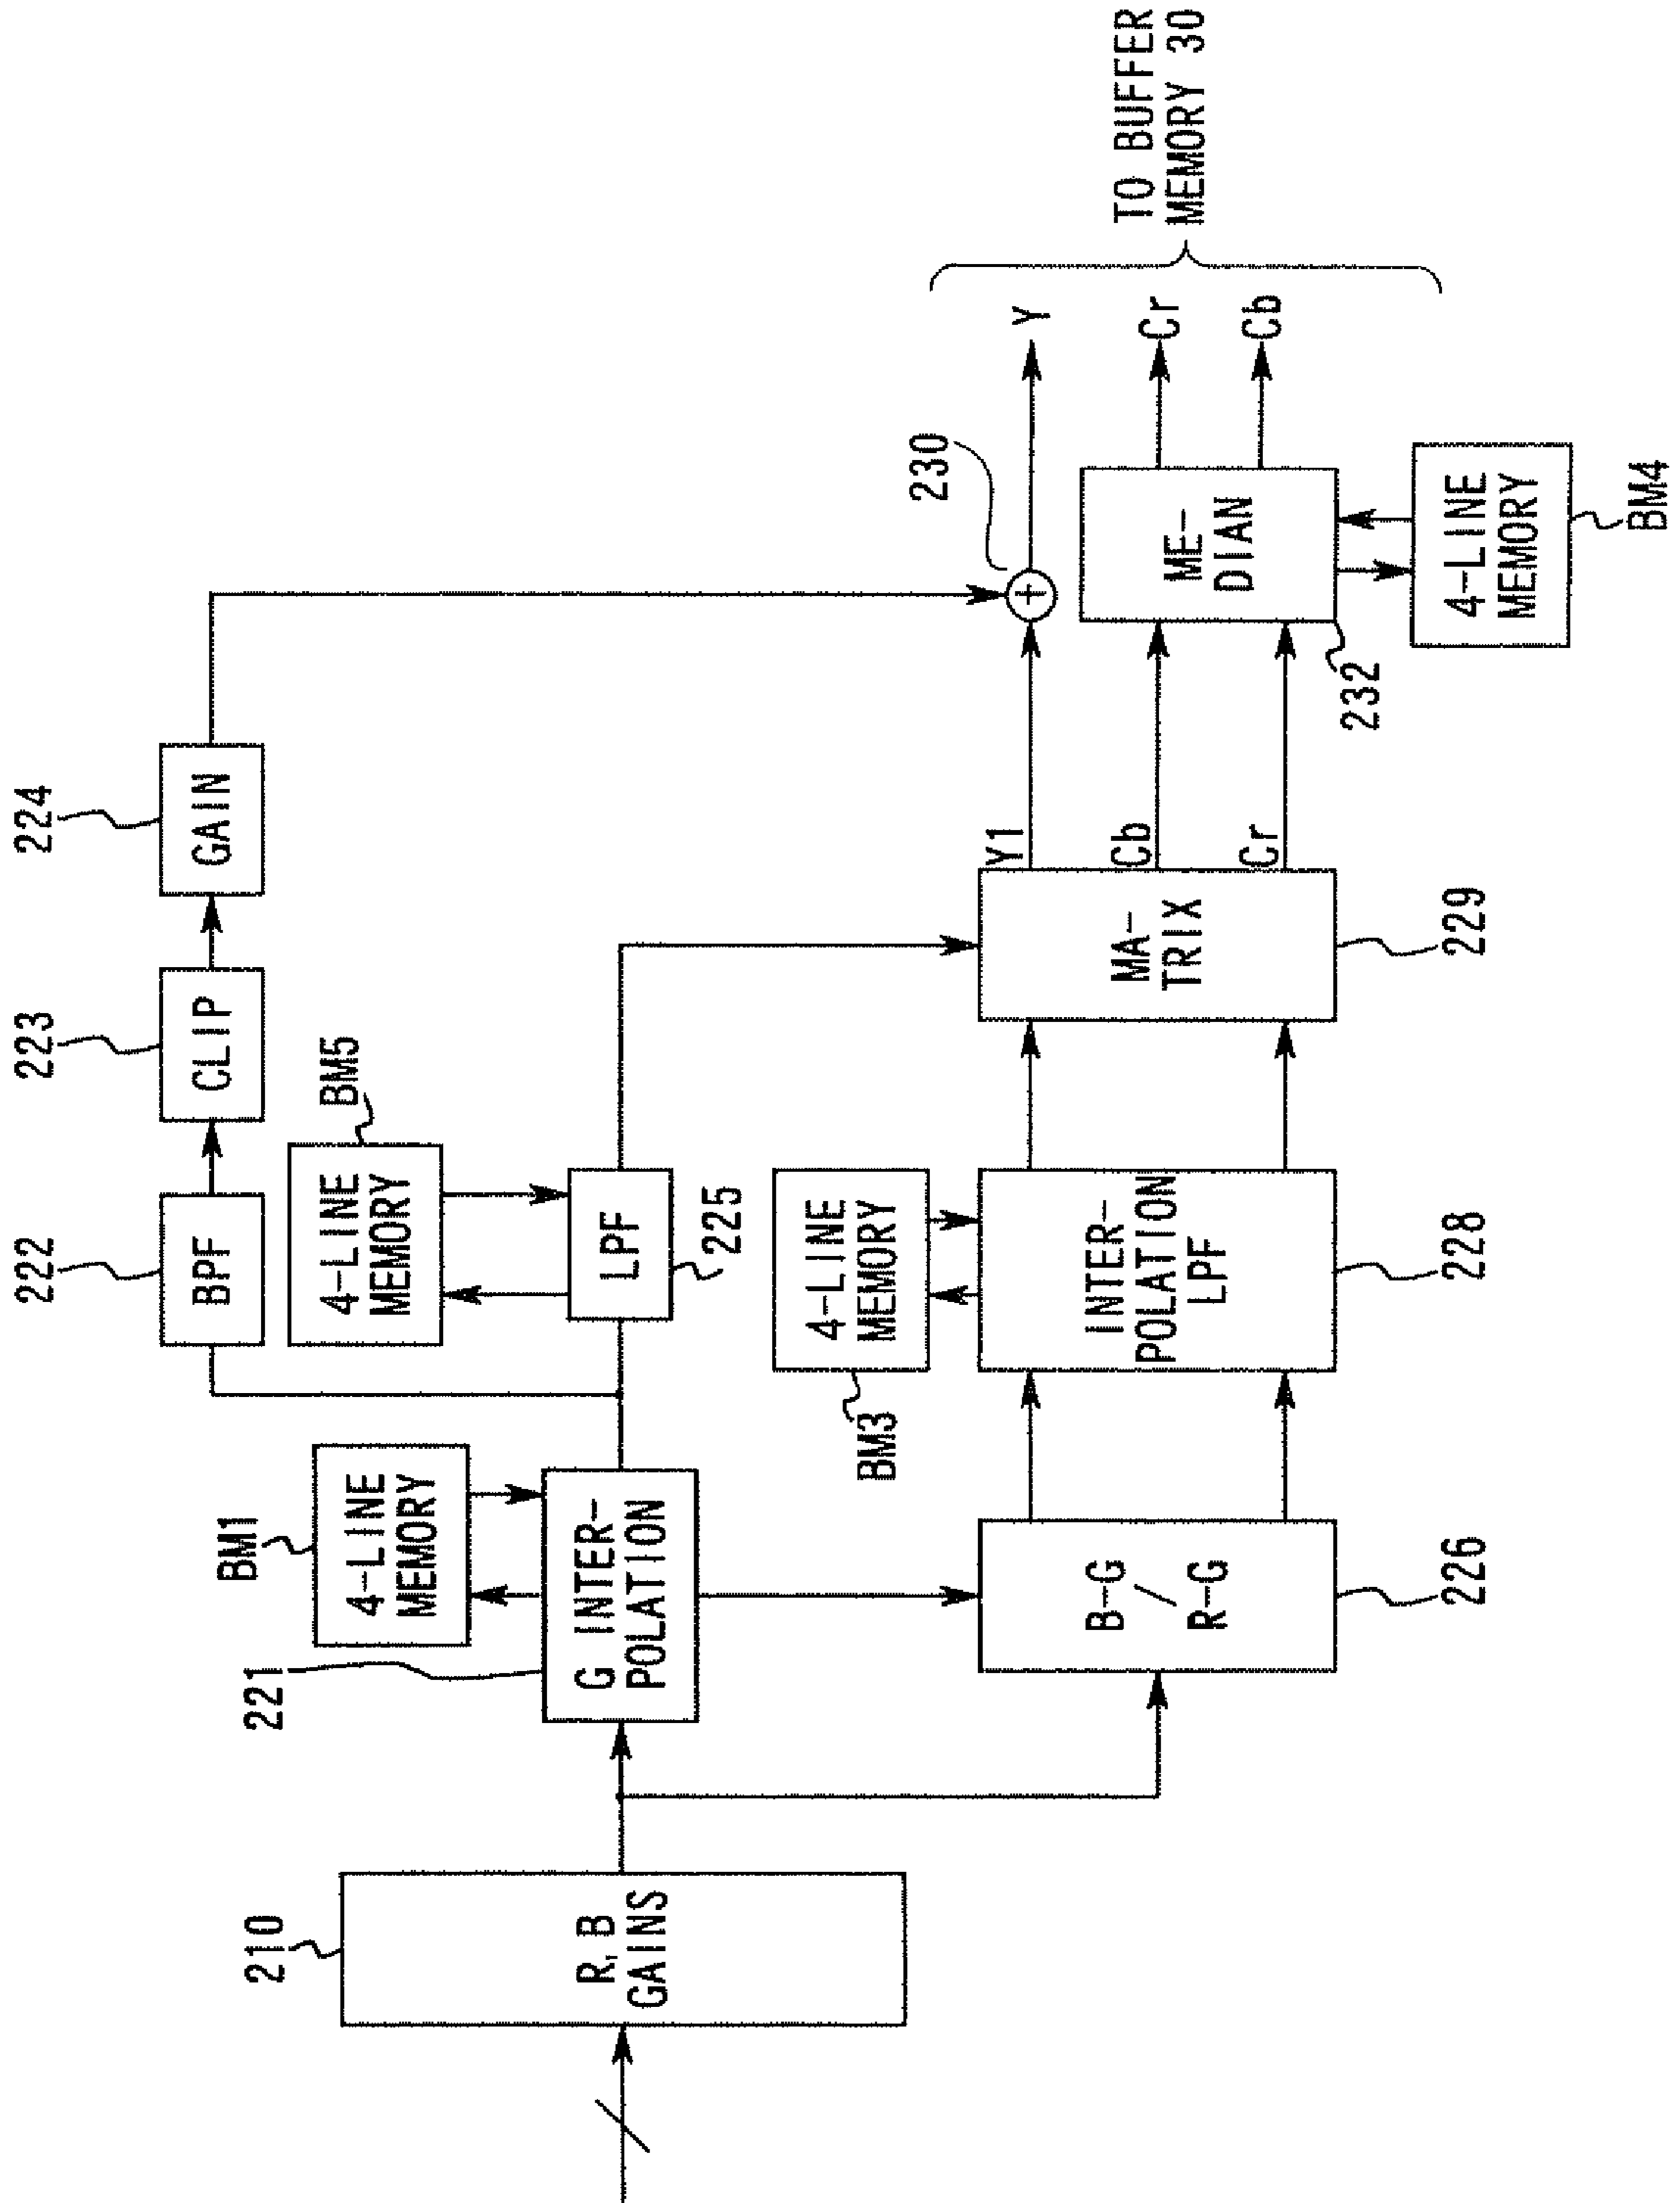 222
BPF
223
CLIP
224
GAIN
BM1
4-LINE
MEMORY
BM5
4-LINE
MEMORY
210
R, B
GAINS
221
G INTER-
POLATION
LPF
225
BM3
4-LINE
MEMORY
226
B-G
/
R-G
INTER-
POLATION
LPF
228
MA-
TRIX
229
Y1
Cb
Cr
230
+
Y
ME-
DIAN
232
Cr
Cb
4-LINE
MEMORY
BM4
TO BUFFER
MEMORY 30